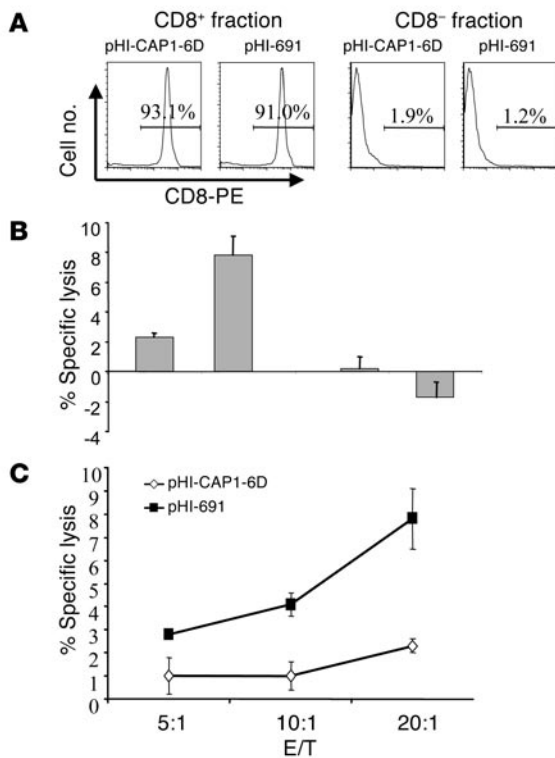 A
CD8⁺ fraction
CD8⁻ fraction
pHI-CAP1-6D
pHI-691
pHI-CAP1-6D
pHI-691
93.1%
91.0%
1.9%
1.2%
Cell no.
CD8-PE
B
% Specific lysis
10
8
6
4
2
0
-2
-4
C
pHI-CAP1-6D
pHI-691
% Specific lysis
10
9
8
7
6
5
4
3
2
1
0
5:1
10:1
20:1
E/T